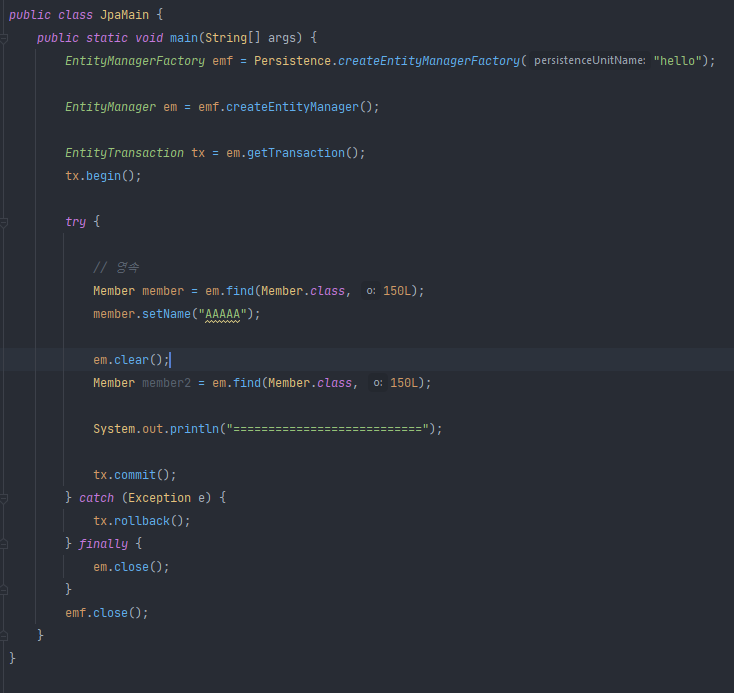 public class JpaMain {
public static void main(String[] args) {
EntityManagerFactory emf = Persistence.createEntityManagerFactory( persistenceUnitName: "hello");
EntityManager em = emf.createEntityManager();
EntityTransaction tx = em.getTransaction();
tx.begin();
try {
// 영속
Member member = em.find(Member.class, o: 150L);
member.setName("AAAAA");
em.clear();
Member member2 = em.find(Member.class, o: 150L);
System.out.println("===========================");
tx.commit();
} catch (Exception e) {
tx.rollback();
} finally {
em.close();
}
emf.close();
}
}